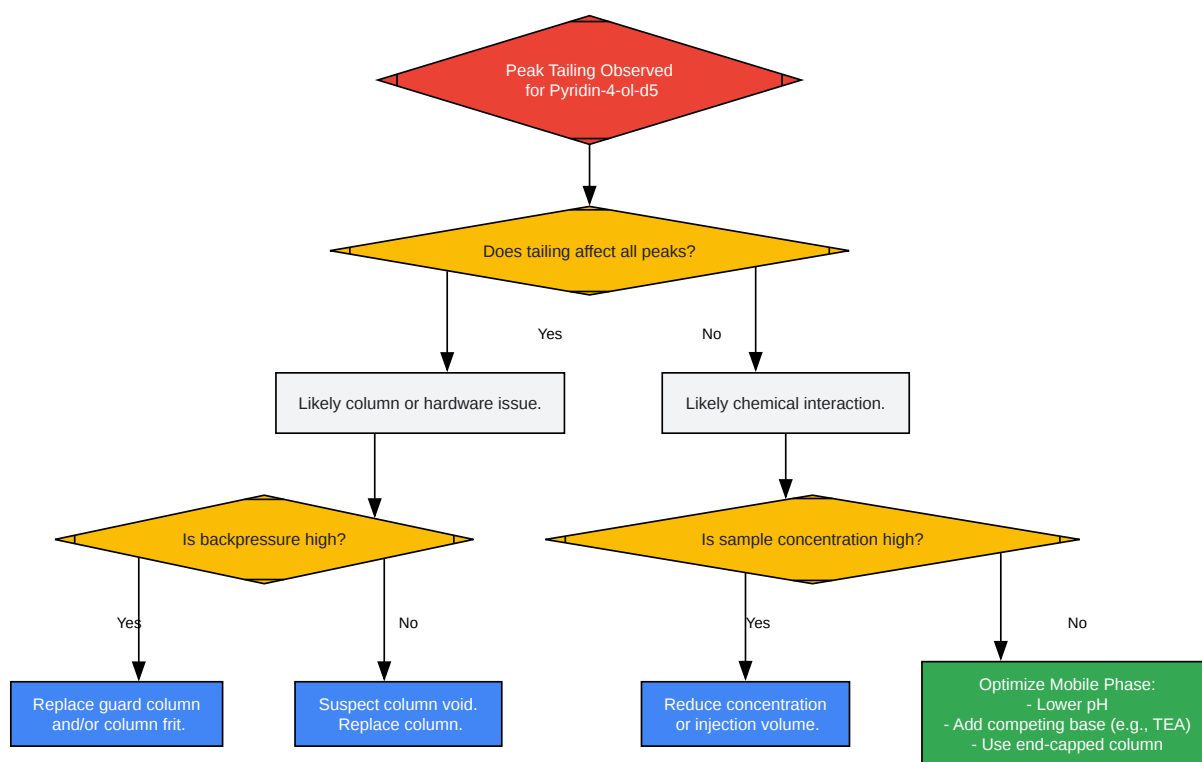 Peak Tailing Observed
for Pyridin-4-ol-d5
Does tailing affect all peaks?
Yes
No
Likely column or hardware issue.
Likely chemical interaction.
Is backpressure high?
Is sample concentration high?
Yes
No
Yes
No
Replace guard column
and/or column frit.
Suspect column void.
Replace column.
Reduce concentration
or injection volume.
Optimize Mobile Phase:
- Lower pH
- Add competing base (e.g., TEA)
- Use end-capped column